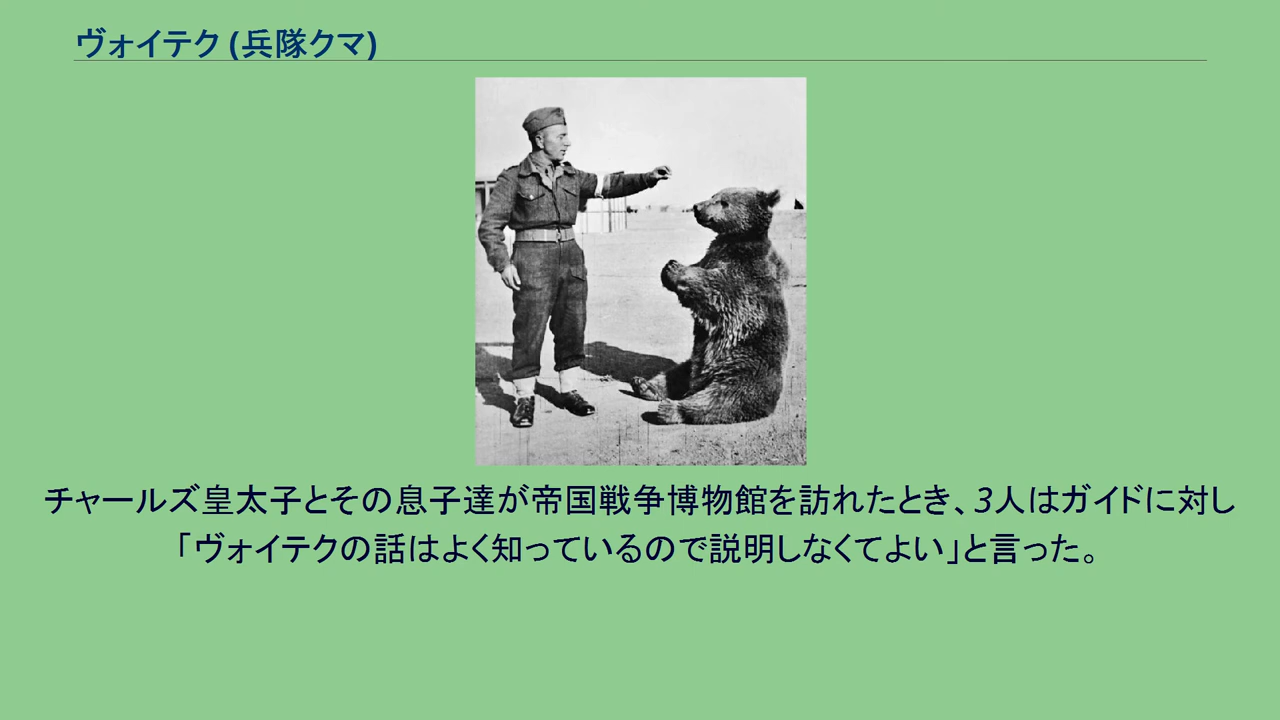 ヴォイテク (兵隊クマ)
チャールズ皇太子とその息子達が帝国戦争博物館を訪れたとき、3人はガイドに対し
「ヴォイテクの話はよく知っているので説明しなくてよい」と言った。